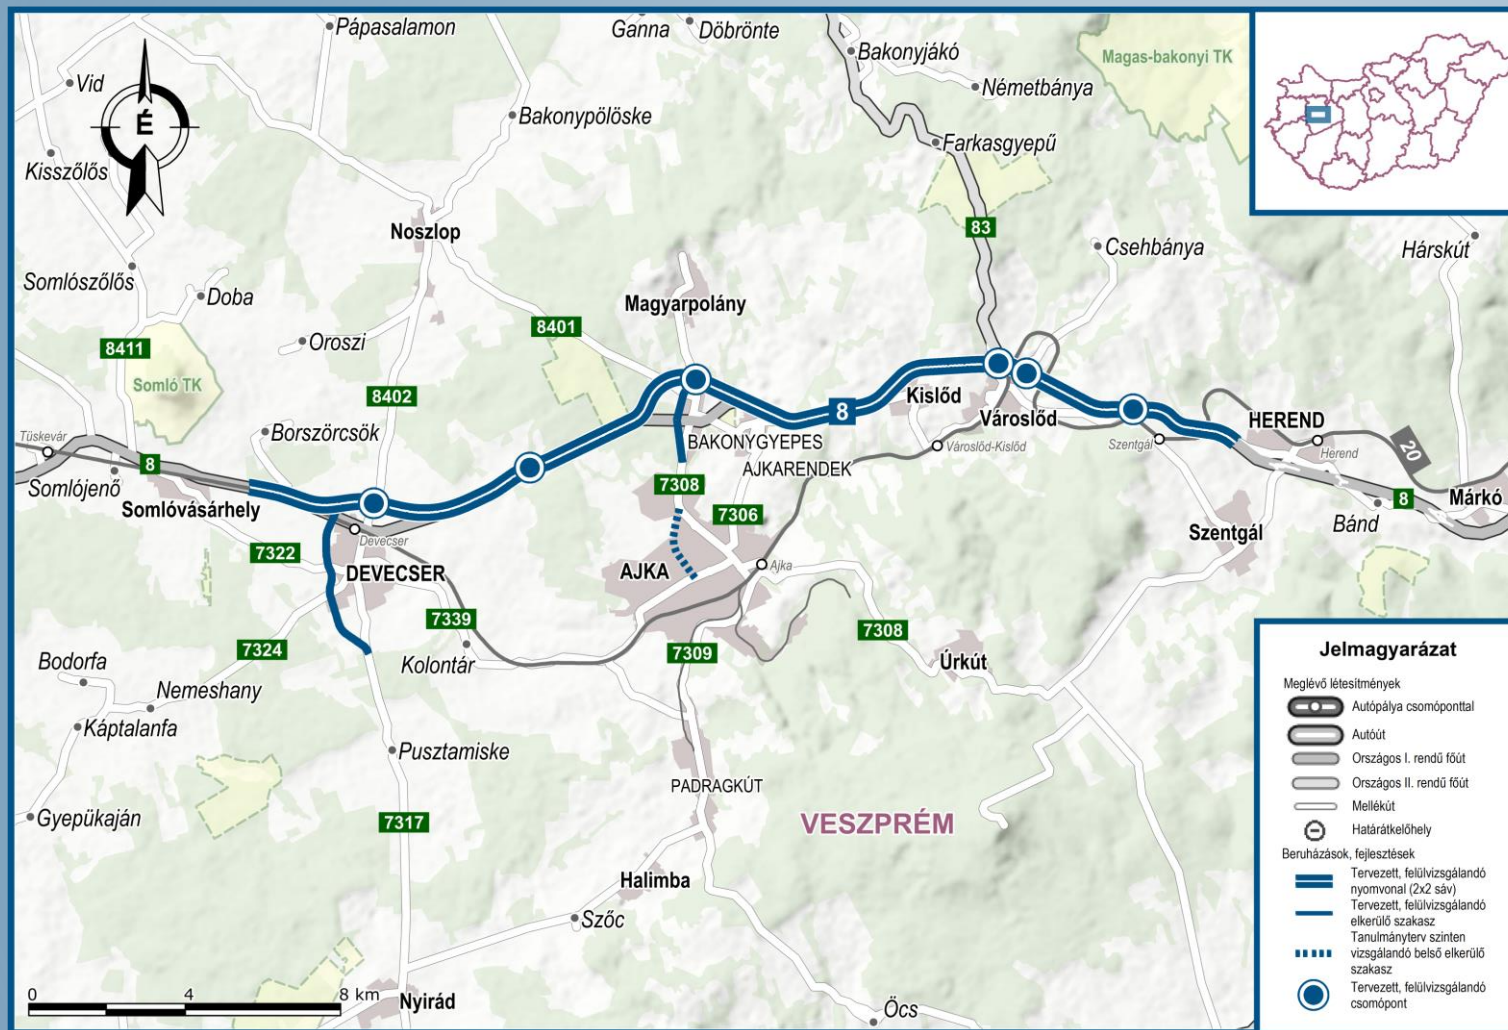 Pápasalamon
Ganna
Döbrönte
Bakonyjákó
Magas-bakonyi TK
Vid
Németbánya
É
Bakonypölöske
Farkasgyepű
Kisszőlős
83
Noszlop
Csehbánya
Hárskút
Somlószőlős
Doba
Magyarpolány
8401
8411
Oroszi
Somló TK
8402
Kislőd
8
Városlőd
HEREND
Borszörcsök
Tüskevár
BAKONYGYEPES
Városlőd-Kislőd
Szentgál
Herend
20
8
Somlójenő
AJKARENDEK
7308
Márkó
8
Somlóvásárhely
7306
Bánd
Szentgál
Devecser
7322
DEVECSER
AJKA
Ajka
7339
7308
7324
Kolontár
7309
Úrkút
Bodorfa
Nemeshany
Káptalanfa
Pusztamiske
PADRAGKÚT
Gyepükaján
7317
VESZPRÉM
Halimba
Szőc
Nyirád
Öcs
0 4 8 km
Jelmagyarázat
Meglévő létesítmények
Autópálya csomóponttal
Autóút
Országos I. rendű főút
Országos II. rendű főút
Mellékút
Határátkelőhely
Beruházások, fejlesztések
Tervezett, felülvizsgálandó
nyomvonal (2x2 sáv)
Tervezett, felülvizsgálandó
elkerülő szakasz
Tanulmányterv szinten
vizsgálandó belső elkerülő
szakasz
Tervezett, felülvizsgálandó
csomópont